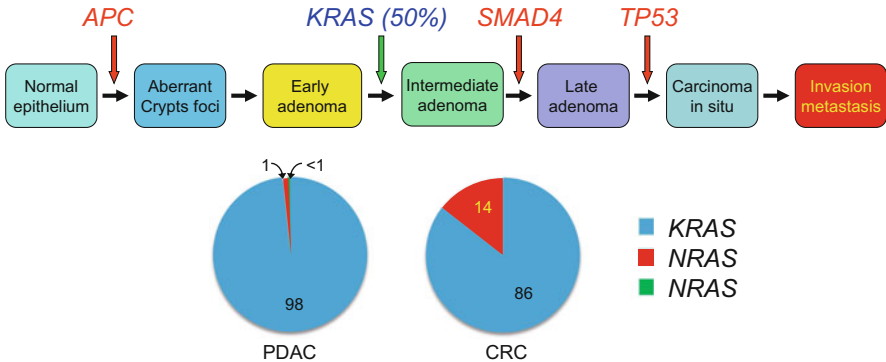 APC
KRAS (50%)
SMAD4
TP53
Normal
epithelium
Aberrant
Crypts foci
Early
adenoma
Intermediate
adenoma
Late
adenoma
Carcinoma
in situ
Invasion
metastasis
1
<1
98
PDAC
14
86
CRC
KRAS
NRAS
NRAS